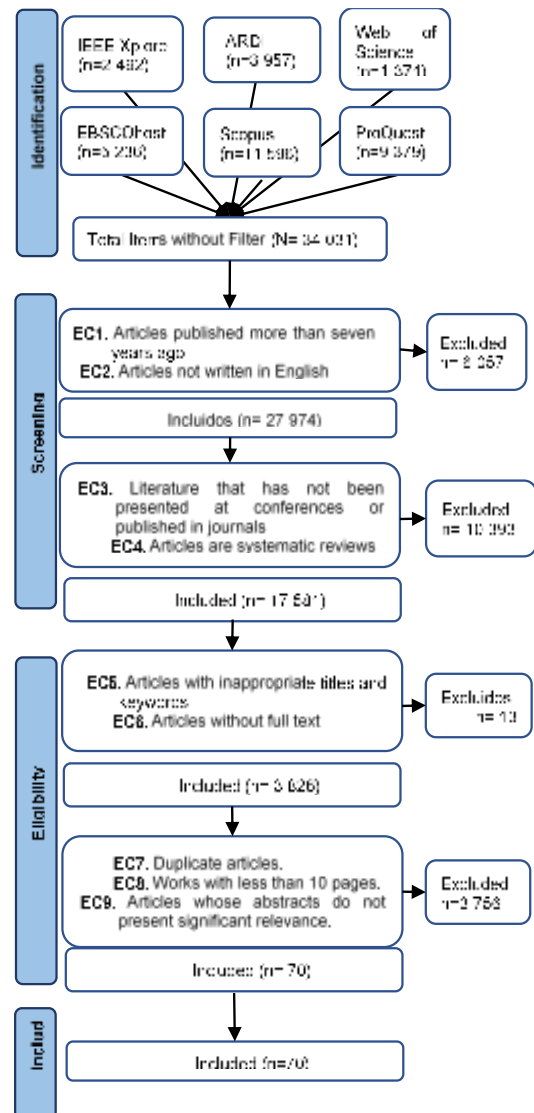 Identification
IEEE Xplore
(n=2 492)
ARDI
(n=3 957)
Web of
Science
(n=1 371)
EBSCOhost
(n=5 236)
Scopus
(n=11 596)
ProQuest
(n=9 379)
Total Items without Filter (N= 34 031)
Screening
EC1. Articles published more than seven
years ago
EC2. Articles not written in English
Excluded
n= 6 057
Incluidos (n= 27 974)
EC3. Literature that has not been
presented at conferences or
published in journals
EC4. Articles are systematic reviews
Excluded
n= 10 393
Included (n= 17 581)
Eligibility
EC5. Articles with inappropriate titles and
keywords
EC6. Articles without full text
Excluidos
n= 13
Included (n= 3 826)
EC7. Duplicate articles.
EC8. Works with less than 10 pages.
EC9. Articles whose abstracts do not
present significant relevance.
Excluded
n=3 756
Included (n= 70)
Includ
Included (n=70)